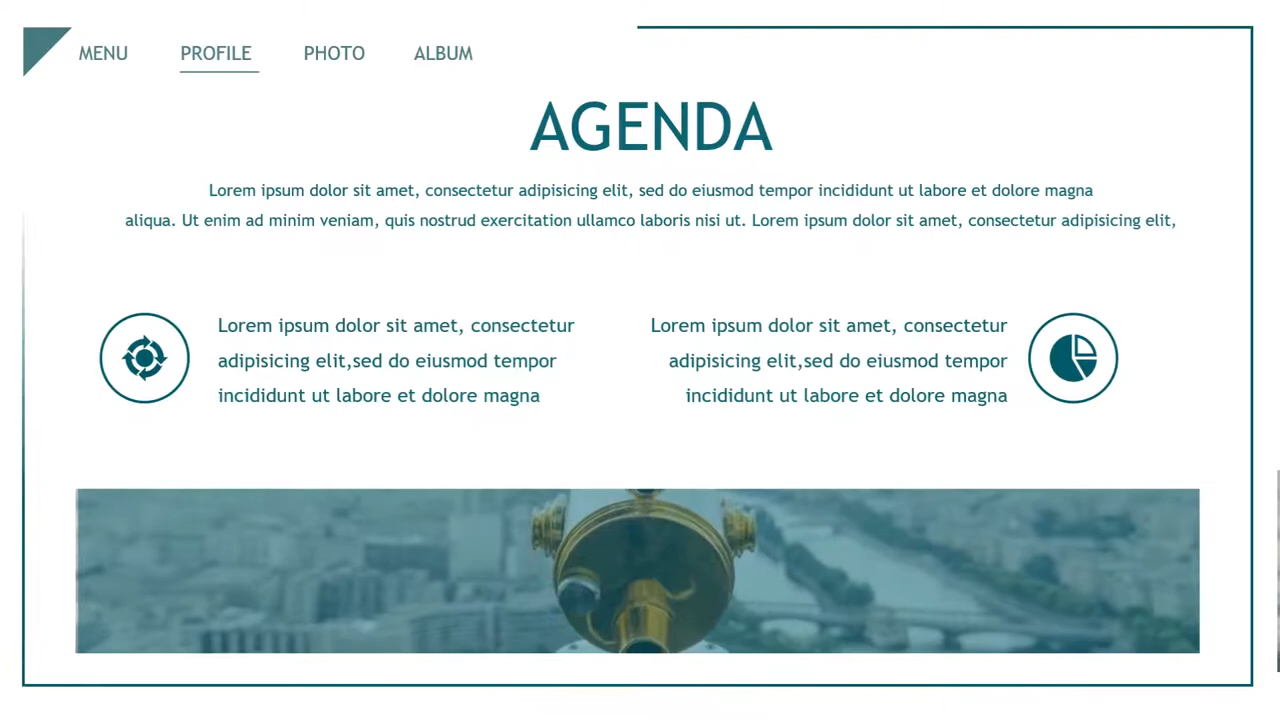 MENU PROFILE PHOTO ALBUM
AGENDA
Lorem ipsum dolor sit amet, consectetur adipisicing elit, sed do eiusmod tempor incididunt ut labore et dolore magna
aliqua. Ut enim ad minim veniam, quis nostrud exercitation ullamco laboris nisi ut. Lorem ipsum dolor sit amet, consectetur adipisicing elit,
Lorem ipsum dolor sit amet, consectetur
adipisicing elit,sed do eiusmod tempor
incididunt ut labore et dolore magna
Lorem ipsum dolor sit amet, consectetur
adipisicing elit,sed do eiusmod tempor
incididunt ut labore et dolore magna